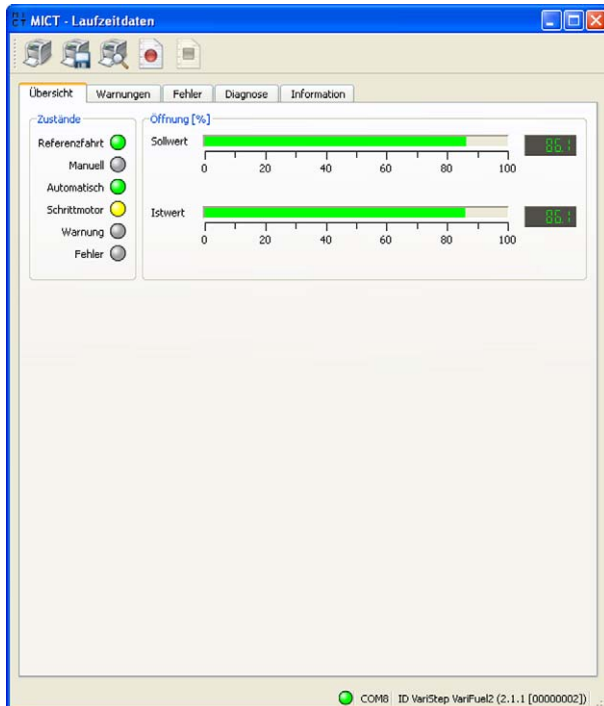 MICT - Laufzeitdaten
Übersicht Warnungen Fehler Diagnose Information
Zustände
Referenzfahrt
Manuell
Automatisch
Schrittmotor
Warnung
Fehler
Öffnung [%]
Sollwert 86.1
0 20 40 60 80 100
Istwert 86.1
0 20 40 60 80 100
COM8 ID VariStep VariFuel2 (2.1.1 [00000002])